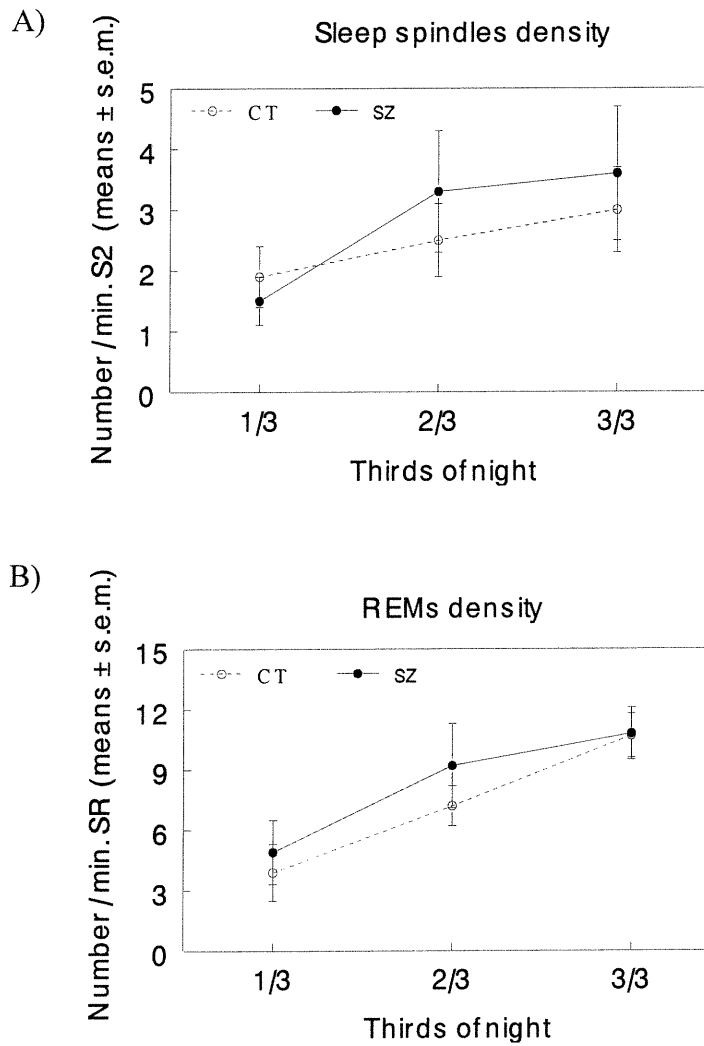 A)
Sleep spindles density
Number/min. S2 (means ± s.e.m.)
CT
SZ
5
4
3
2
1
0
1/3
2/3
3/3
Thirds of night
B)
REMs density
Number/min. SR (means ± s.e.m.)
CT
SZ
15
12
9
6
3
0
1/3
2/3
3/3
Thirds of night